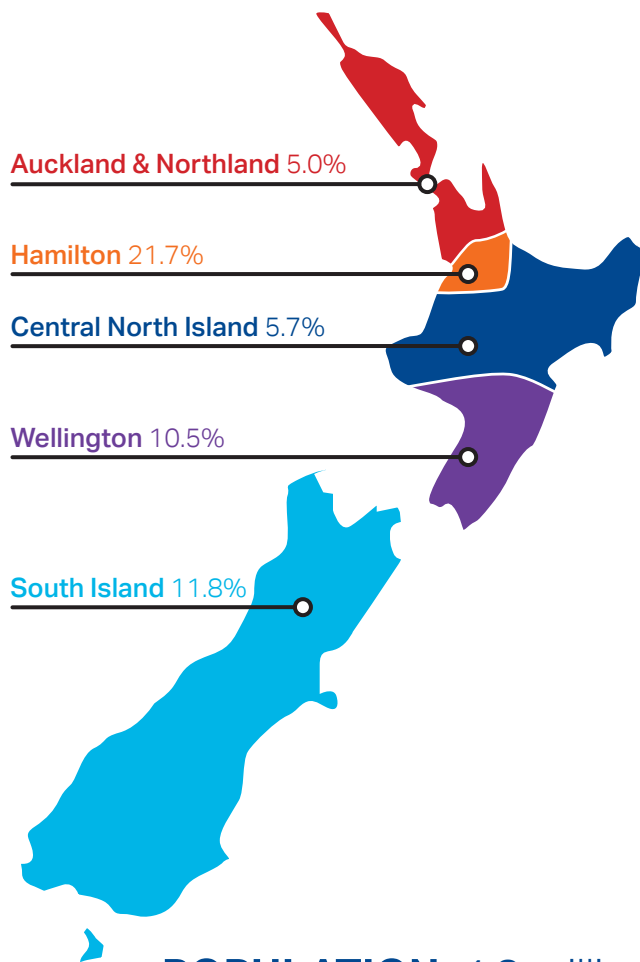 Auckland & Northland 5.0%
Hamilton 21.7%
Central North Island 5.7%
Wellington 10.5%
South Island 11.8%
POPULATION